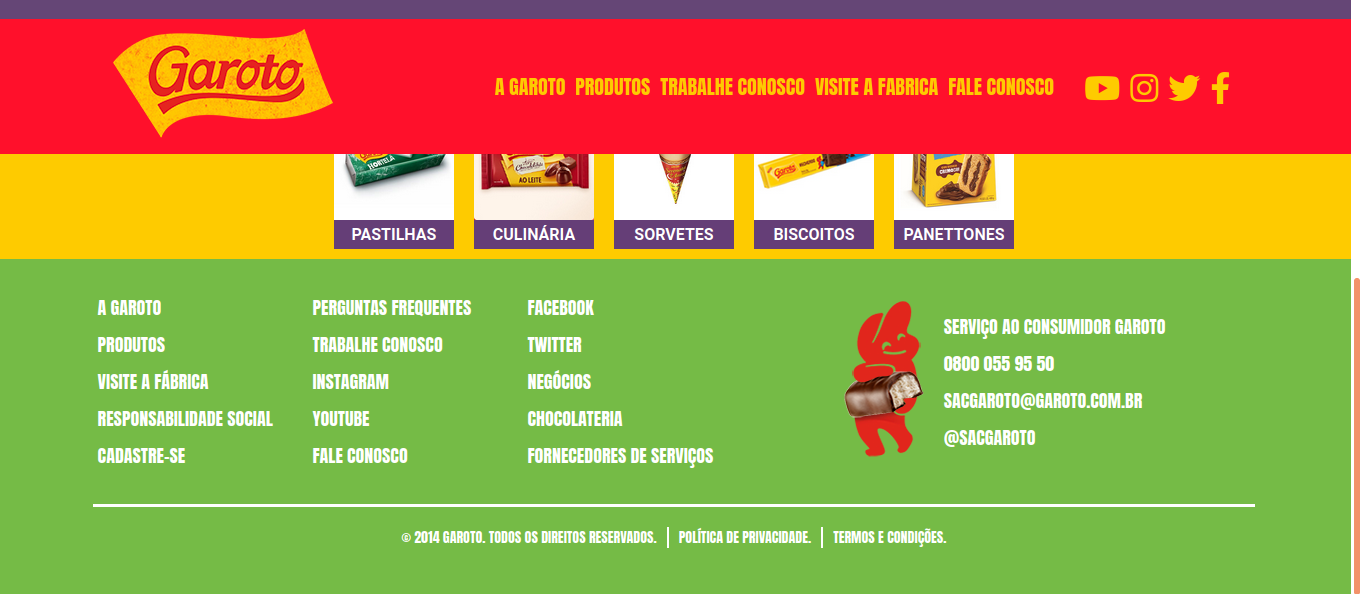 Garoto
A GAROTO PRODUTOS TRABALHE CONOSCO VISITE A FABRICA FALE CONOSCO
HORTELÃ
AO LEITE
Garoto
PASTILHAS
CULINÁRIA
SORVETES
BISCOITOS
PANETTONES
A GAROTO
PRODUTOS
VISITE A FÁBRICA
RESPONSABILIDADE SOCIAL
CADASTRE-SE
PERGUNTAS FREQUENTES
TRABALHE CONOSCO
INSTAGRAM
YOUTUBE
FALE CONOSCO
FACEBOOK
TWITTER
NEGÓCIOS
CHOCOLATERIA
FORNECEDORES DE SERVIÇOS
SERVIÇO AO CONSUMIDOR GAROTO
0800 055 95 50
SACGAROTO@GAROTO.COM.BR
@SACGAROTO
© 2014 GAROTO. TODOS OS DIREITOS RESERVADOS. POLÍTICA DE PRIVACIDADE. TERMOS E CONDIÇÕES.